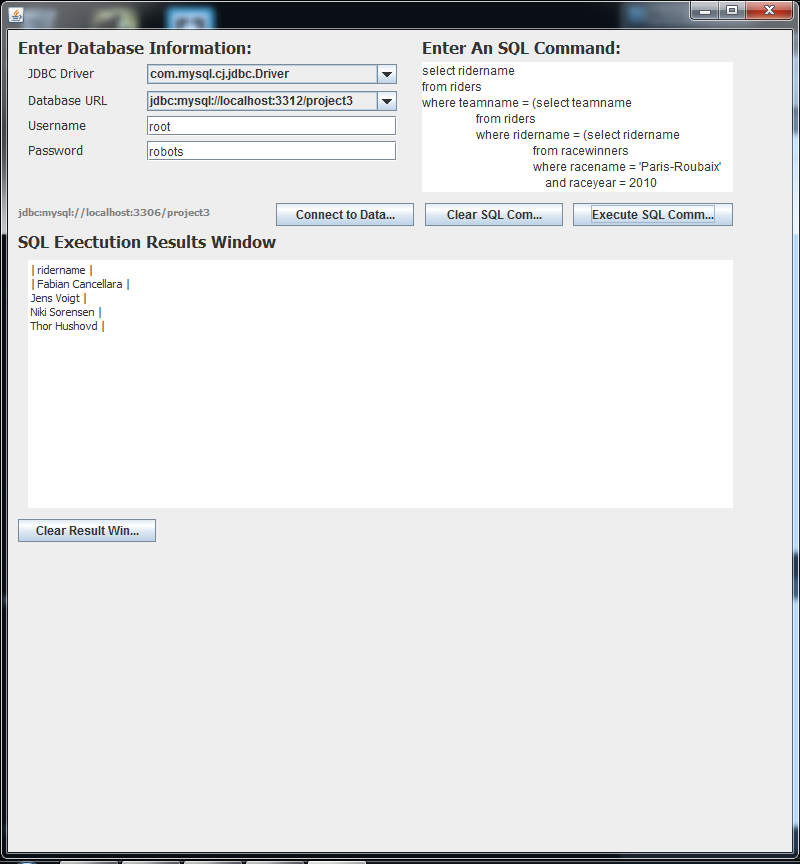 Enter Database Information:
JDBC Driver
com.mysql.cj.jdbc.Driver
Database URL
jdbc:mysql://localhost:3312/project3
Username
root
Password
robots
Enter An SQL Command:
select ridername
from riders
where teamname = (select teamname
from riders
where ridername = (select ridername
from racewinners
where racename = 'Paris-Roubaix'
and raceyear = 2010
jdbc:mysql://localhost:3306/project3
Connect to Data...
Clear SQL Com...
Execute SQL Comm...
SQL Exectution Results Window
| ridername |
| Fabian Cancellara |
Jens Voigt |
Niki Sorensen |
Thor Hushovd |
Clear Result Win...